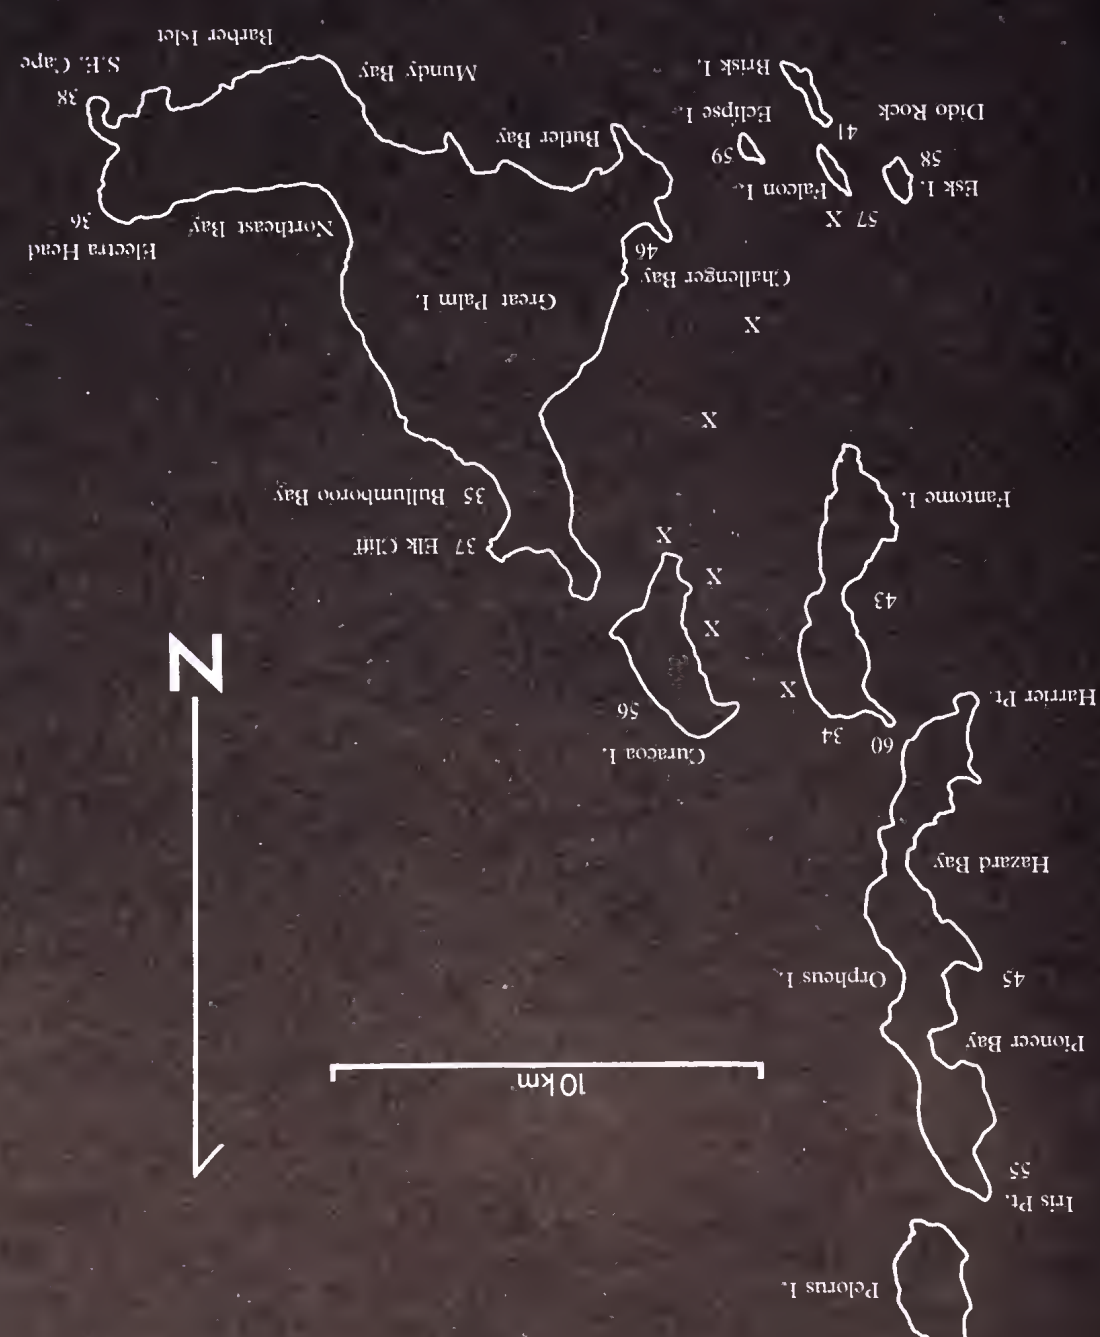 Pelorus I.
Iris Pt.
55
10 km
Pioneer Bay
45
Orpheus I.
Hazard Bay
Curacoa I.
60
34
56
Harrier Pt.
X
N
X
43
X
X
37 Elk Cliff
Fantome I.
35 Bullumboroo Bay
X
X
Great Palm I.
Challenger Bay
46
Electra Head
36
Northeast Bay
57 X
Esk I.
58
Falcon I.
59
Eclipse I.
Dido Rock
41
Butler Bay
Brisk I.
Mundy Bay
38
S.E. Cape
Barber Islet